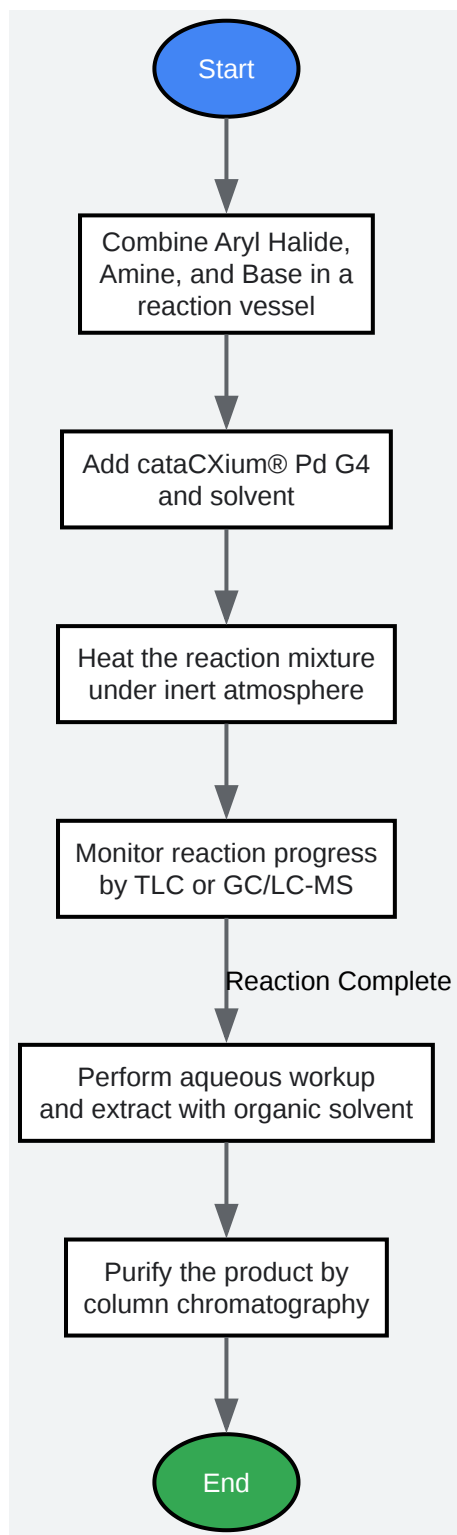 Start
Combine Aryl Halide,
Amine, and Base in a
reaction vessel
Add cataCXium® Pd G4
and solvent
Heat the reaction mixture
under inert atmosphere
Monitor reaction progress
by TLC or GC/LC-MS
Reaction Complete
Perform aqueous workup
and extract with organic solvent
Purify the product by
column chromatography
End